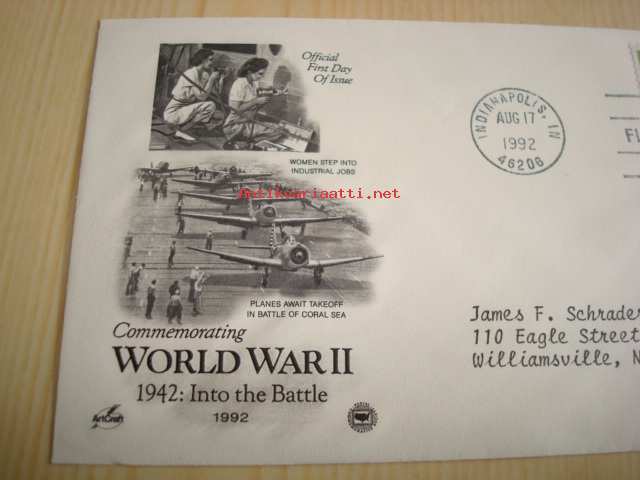 Official
First Day
Of Issue
WOMEN STEP INTO
INDUSTRIAL JOBS
Antikvariaatti.net
PLANES AWAIT TAKEOFF
IN BATTLE OF CORAL SEA
Commemorating
WORLD WAR II
1942: Into the Battle
1992
ArtCraft
INDIANAPOLIS, IN
AUG 17
1992
46206
FI
James F. Schrader
110 Eagle Street
Williamsville, N